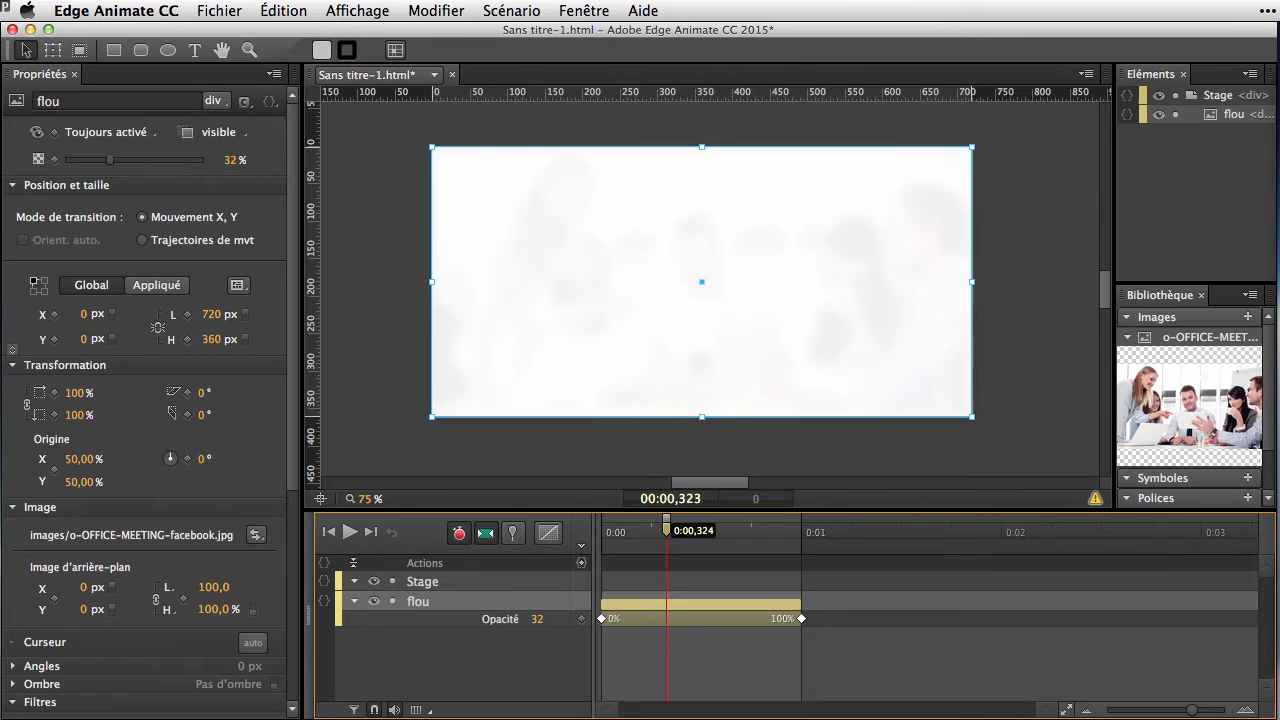 Edge Animate CC Fichier Édition Affichage Modifier Scénario Fenêtre Aide
Sans titre-1.html* - Adobe Edge Animate CC 2015*
T
Propriétés ×
Sans titre-1.html* ×
Eléments ×
flou div
Toujours activé visible
32 %
Position et taille
Mode de transition : Mouvement X, Y
Orient. auto. Trajectoires de mvt
Global Appliqué
X 0 px L 720 px
Y 0 px H 360 px
Transformation
100 % 0 °
100 % 0 °
Origine
X 50,00 % 0 °
Y 50,00 %
Image
images/o-OFFICE-MEETING-facebook.jpg
Image d'arrière-plan
X 0 px L. 100,0
Y 0 px H. 100,0 %
Curseur auto
Angles 0 px
Ombre Pas d'ombre
Filtres
150 100 50 0 50 100 150 200 250 300 350 400 450 500 550 600 650 700 750 800 850 900
0
50
100
150
200
250
300
350
400
450
75 % 00:00,323 0
Stage <div>
flou <d...
Bibliothèque ×
Images +
o-OFFICE-MEET...
Symboles +
Polices +
0:00 00:00,324 0:01 0:02 0:03
Actions
Stage
flou
Opacité 32 0% 100%